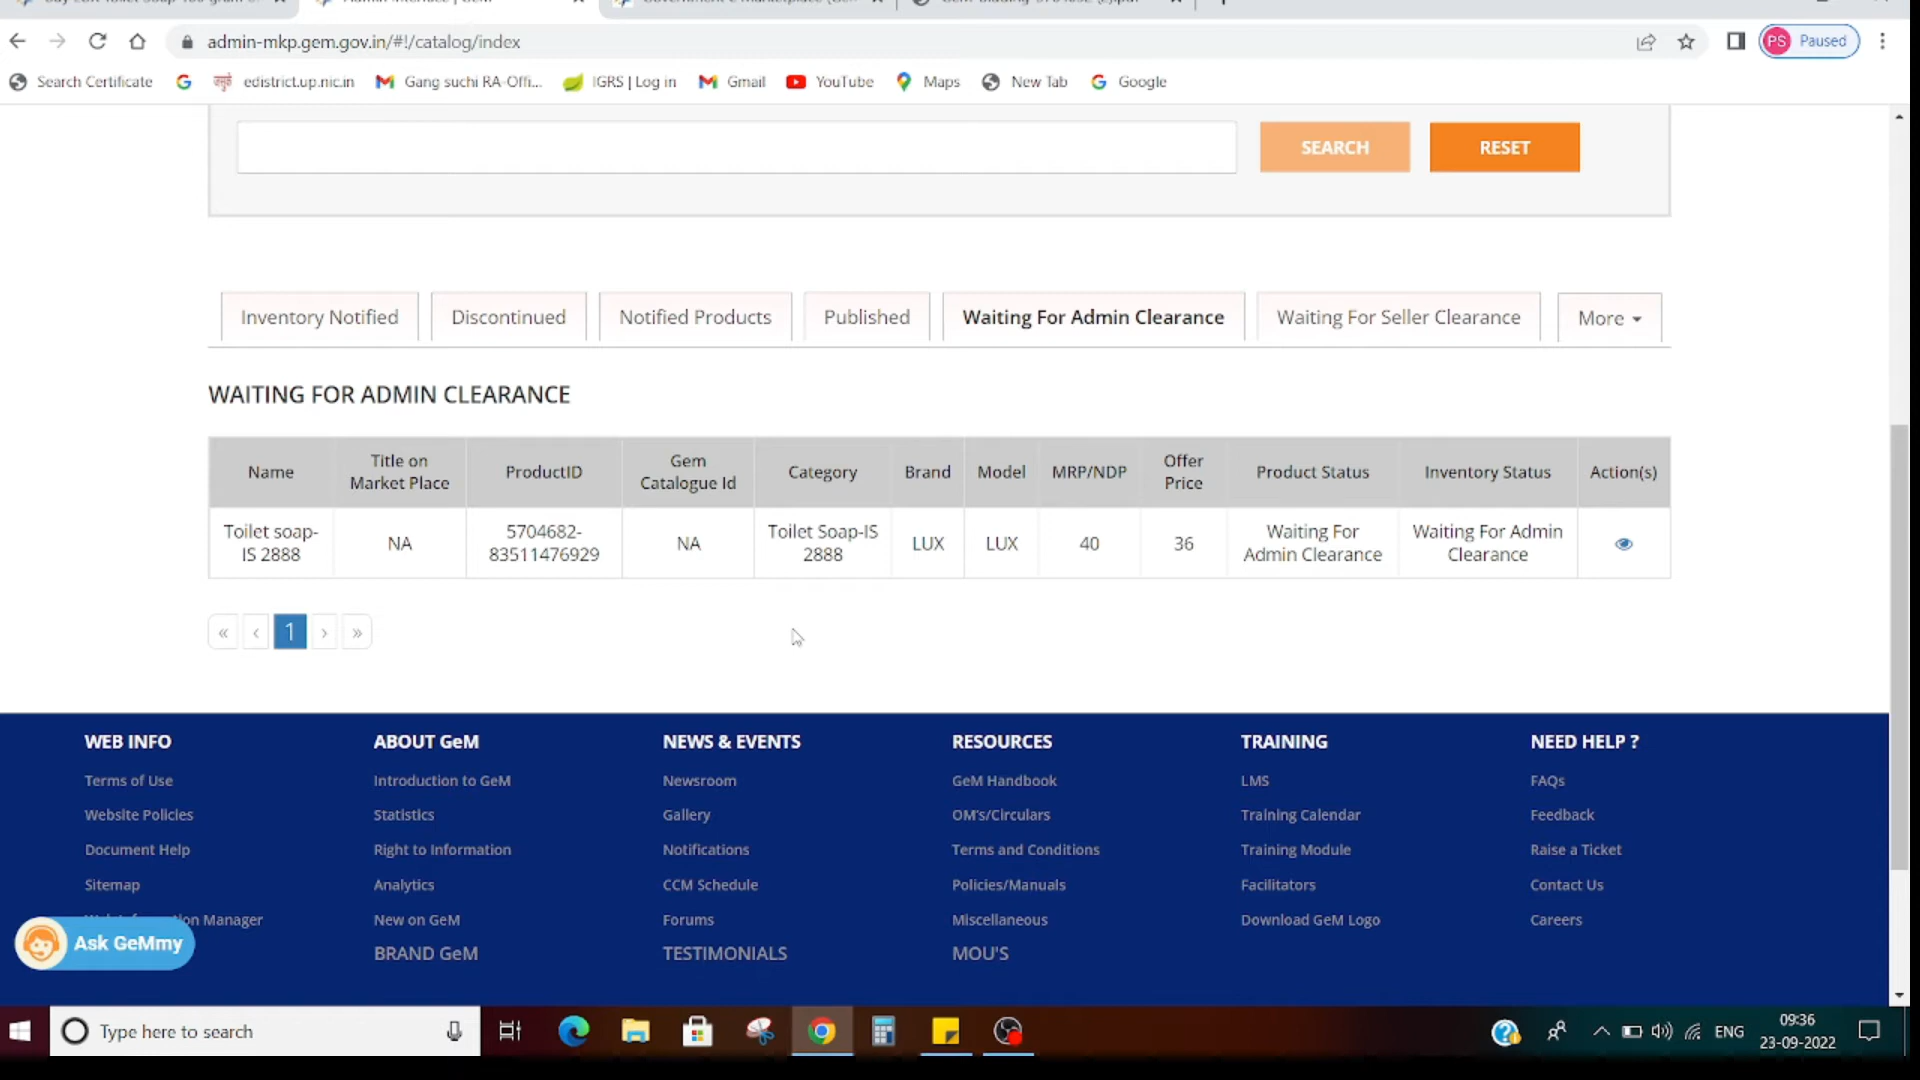 admin-mkp.gem.gov.in/#!/catalog/index
PS Paused
Search Certificate edistrict.up.nic.in Gang suchi RA-Offi... IGRS | Log in Gmail YouTube Maps New Tab Google
SEARCH RESET
Inventory Notified Discontinued Notified Products Published Waiting For Admin Clearance Waiting For Seller Clearance More
WAITING FOR ADMIN CLEARANCE
Name Title on Market Place ProductID Gem Catalogue Id Category Brand Model MRP/NDP Offer Price Product Status Inventory Status Action(s)
Toilet soap-IS 2888 NA 5704682-83511476929 NA Toilet Soap-IS 2888 LUX LUX 40 36 Waiting For Admin Clearance Waiting For Admin Clearance
« ‹ 1 › »
WEB INFO ABOUT GeM NEWS & EVENTS RESOURCES TRAINING NEED HELP ?
Terms of Use Introduction to GeM Newsroom GeM Handbook LMS FAQs
Website Policies Statistics Gallery OM's/Circulars Training Calendar Feedback
Document Help Right to Information Notifications Terms and Conditions Training Module Raise a Ticket
Sitemap Analytics CCM Schedule Policies/Manuals Facilitators Contact Us
Manager New on GeM Forums Miscellaneous Download GeM Logo Careers
Ask GeMmy
BRAND GeM TESTIMONIALS MOU'S
Type here to search ENG 09:36
23-09-2022